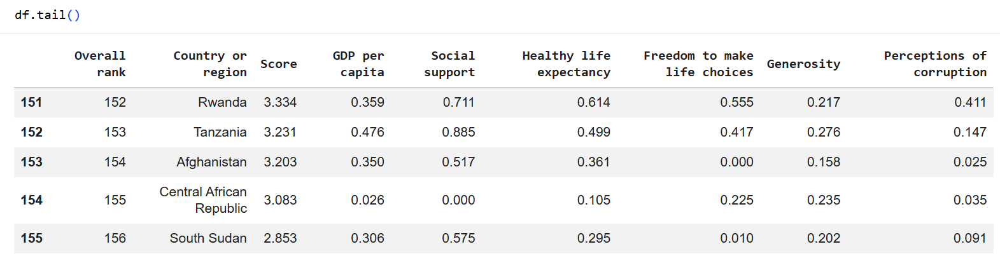 df.tail()
Overall rank Country or region Score GDP per capita Social support Healthy life expectancy Freedom to make life choices Generosity Perceptions of corruption
151 152 Rwanda 3.334 0.359 0.711 0.614 0.555 0.217 0.411
152 153 Tanzania 3.231 0.476 0.885 0.499 0.417 0.276 0.147
153 154 Afghanistan 3.203 0.350 0.517 0.361 0.000 0.158 0.025
154 155 Central African Republic 3.083 0.026 0.000 0.105 0.225 0.235 0.035
155 156 South Sudan 2.853 0.306 0.575 0.295 0.010 0.202 0.091